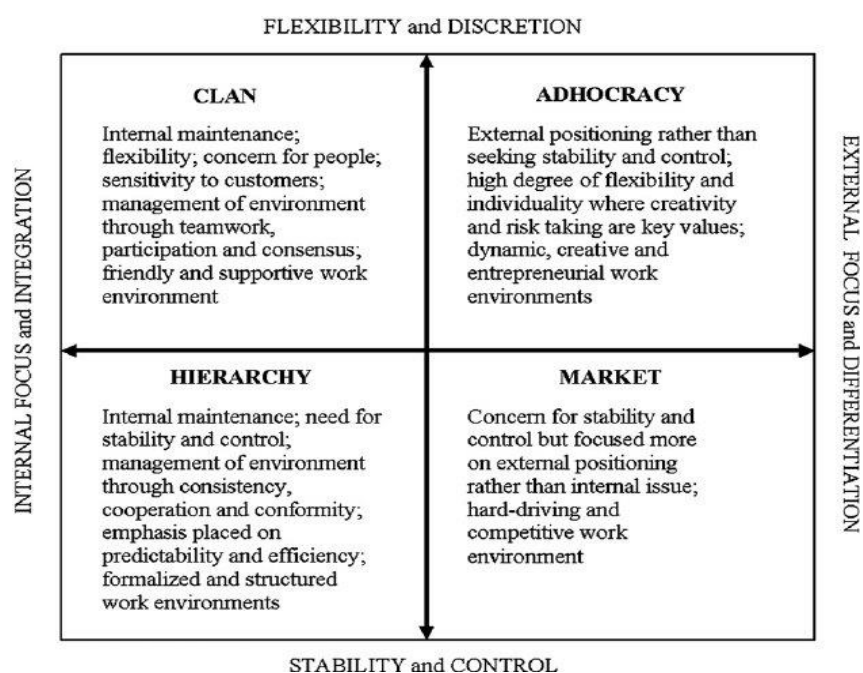 FLEXIBILITY and DISCRETION
CLAN
Internal maintenance;
flexibility; concern for people;
sensitivity to customers;
management of environment
through teamwork,
participation and consensus;
friendly and supportive work
environment
ADHOCRACY
External positioning rather than
seeking stability and control;
high degree of flexibility and
individuality where creativity
and risk taking are key values;
dynamic, creative and
entrepreneurial work
environments
INTERNAL FOCUS and INTEGRATION
EXTERNAL FOCUS and DIFFERENTIATION
HIERARCHY
Internal maintenance; need for
stability and control;
management of environment
through consistency,
cooperation and conformity;
emphasis placed on
predictability and efficiency;
formalized and structured
work environments
MARKET
Concern for stability and
control but focused more
on external positioning
rather than internal issue;
hard-driving and
competitive work
environment
STABILITY and CONTROL